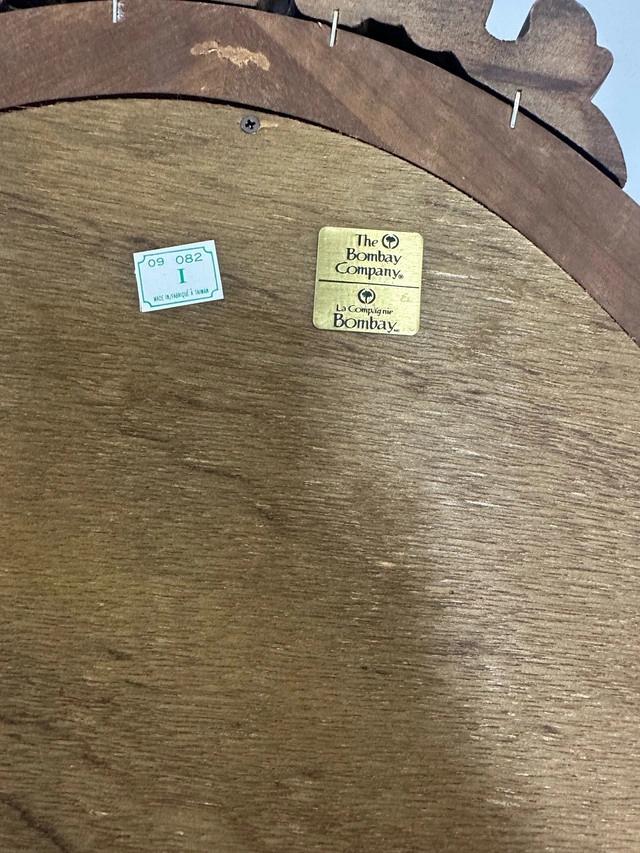 09 082
I
MADE IN/FABRIQUÉ À TAIWAN
The
Bombay
Company®
La Compagnie
Bombay